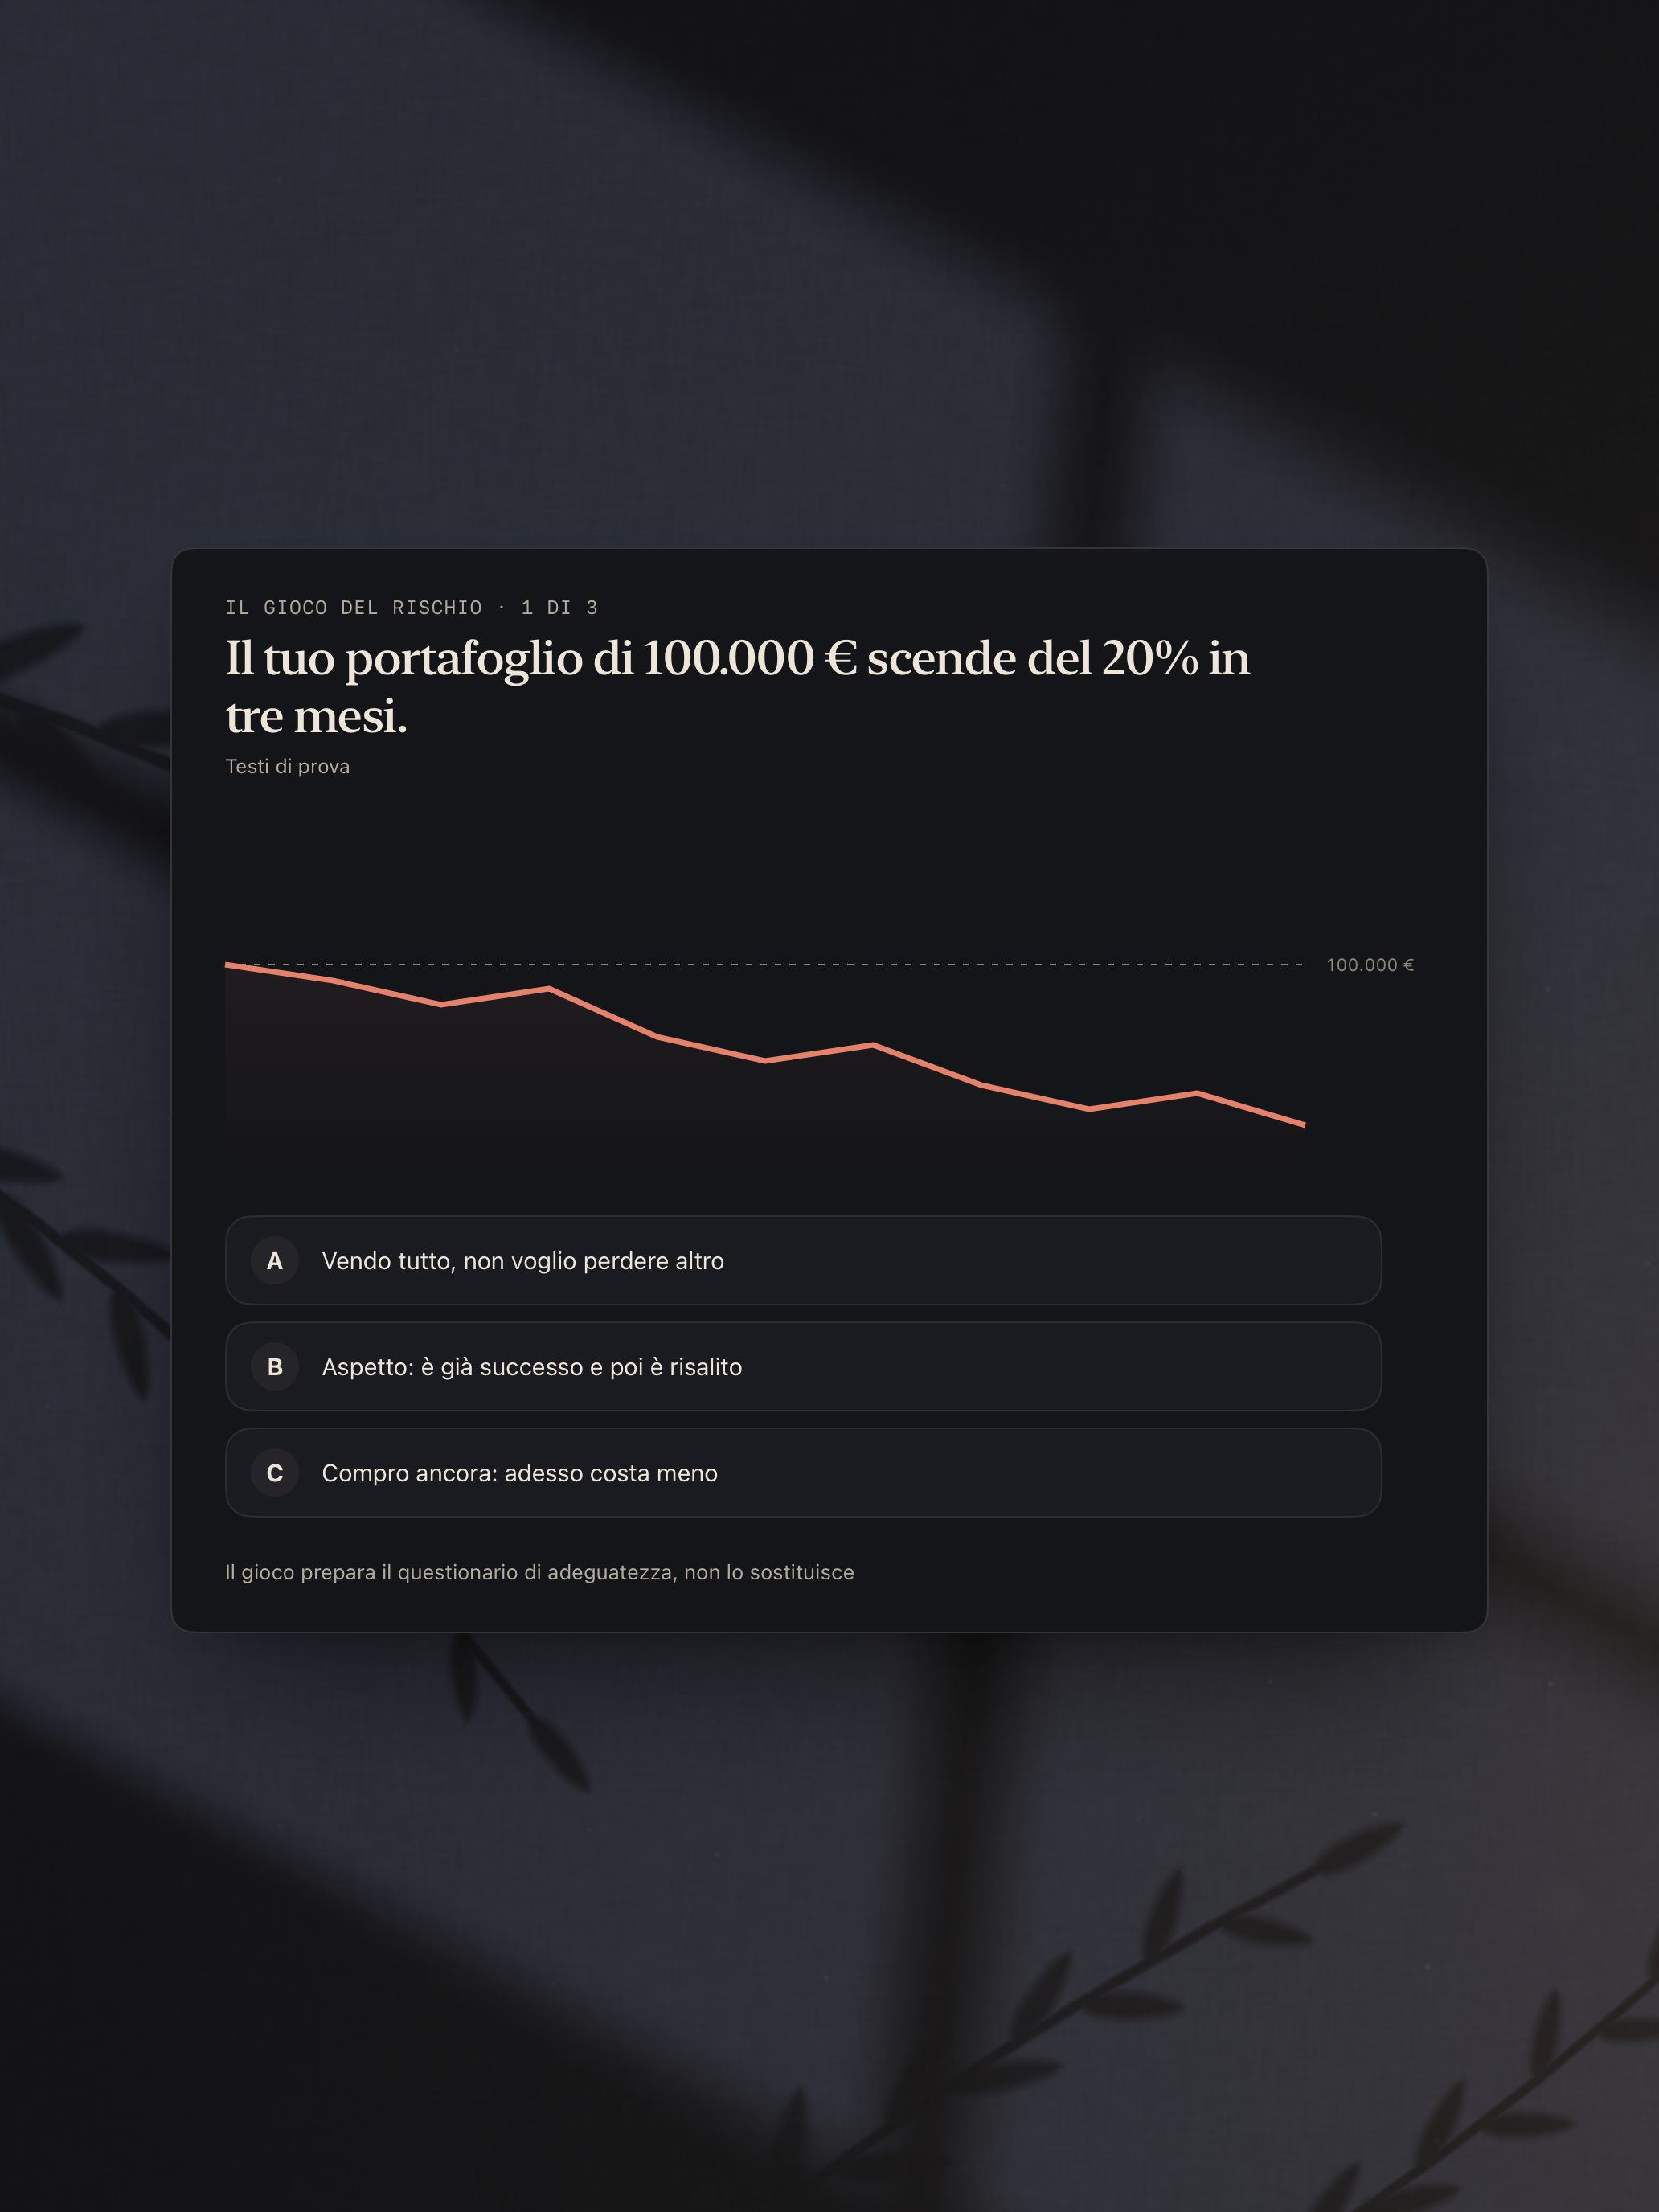 IL GIOCO DEL RISCHIO · 1 DI 3
Il tuo portafoglio di 100.000 € scende del 20% in
tre mesi.
Testi di prova
100.000 €
A Vendo tutto, non voglio perdere altro
B Aspetto: è già successo e poi è risalito
C Compro ancora: adesso costa meno
Il gioco prepara il questionario di adeguatezza, non lo sostituisce